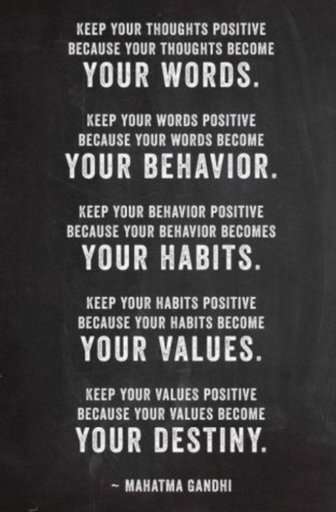 KEEP YOUR THOUGHTS POSITIVE
BECAUSE YOUR THOUGHTS BECOME
YOUR WORDS.
KEEP YOUR WORDS POSITIVE
BECAUSE YOUR WORDS BECOME
YOUR BEHAVIOR.
KEEP YOUR BEHAVIOR POSITIVE
BECAUSE YOUR BEHAVIOR BECOMES
YOUR HABITS.
KEEP YOUR HABITS POSITIVE
BECAUSE YOUR HABITS BECOME
YOUR VALUES.
KEEP YOUR VALUES POSITIVE
BECAUSE YOUR VALUES BECOME
YOUR DESTINY.
~ MAHATMA GANDHI